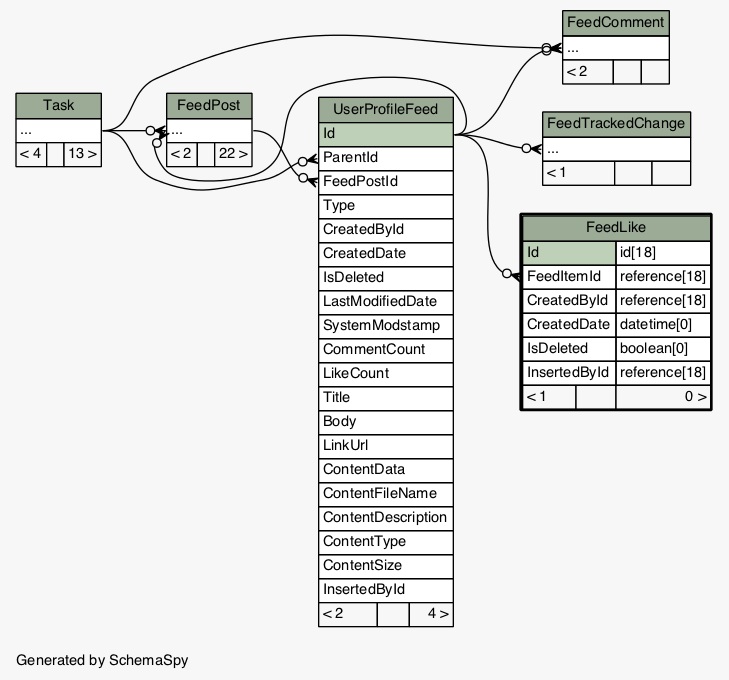 FeedComment
...
< 2
Task
...
< 4 13 >
FeedPost
...
< 2 22 >
UserProfileFeed
Id
ParentId
FeedPostId
Type
CreatedById
CreatedDate
IsDeleted
LastModifiedDate
SystemModstamp
CommentCount
LikeCount
Title
Body
LinkUrl
ContentData
ContentFileName
ContentDescription
ContentType
ContentSize
InsertedById
< 2 4 >
FeedTrackedChange
...
< 1
FeedLike
Id id[18]
FeedItemId reference[18]
CreatedById reference[18]
CreatedDate datetime[0]
IsDeleted boolean[0]
InsertedById reference[18]
< 1 0 >
Generated by SchemaSpy